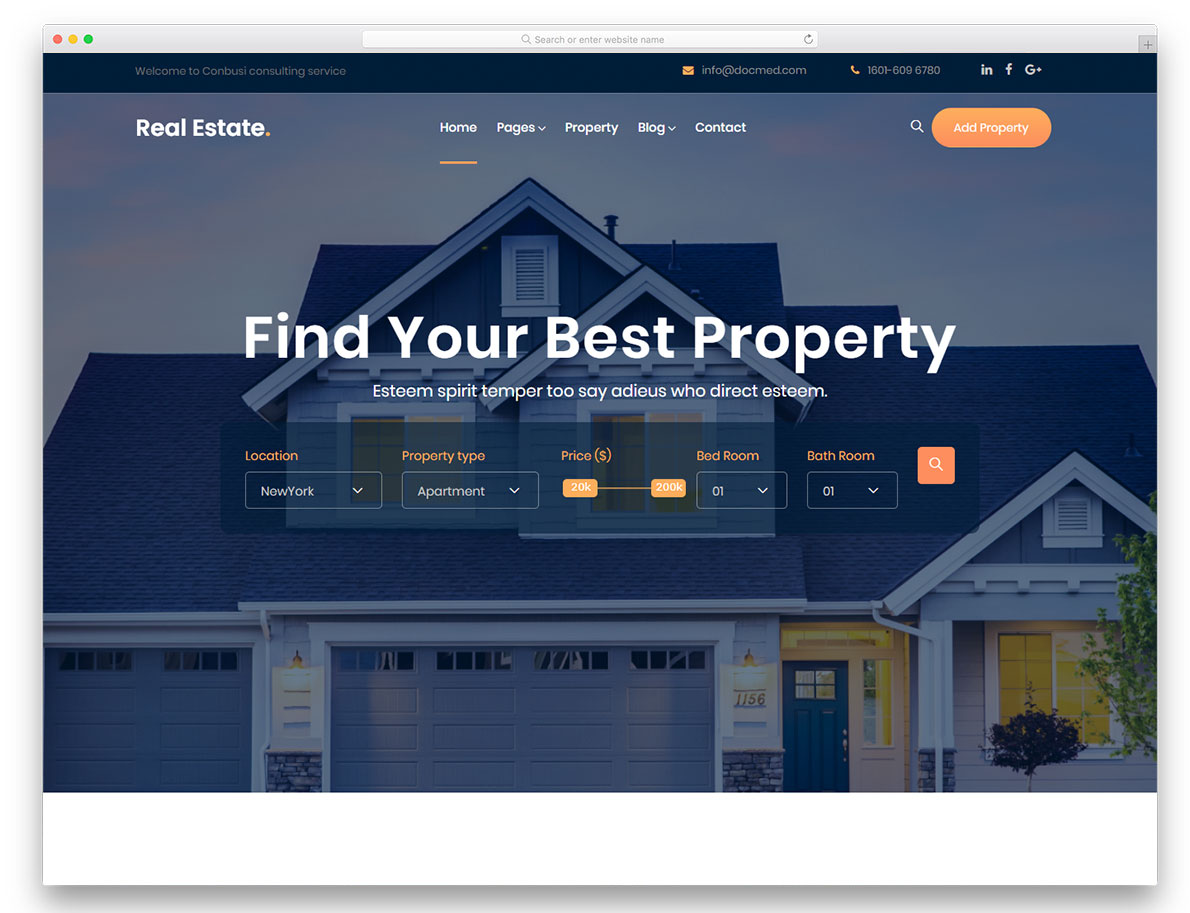 Search or enter website name
Welcome to Conbusi consulting service
info@docmed.com
1601-609 6780
in f G+
Real Estate.
Home Pages Property Blog Contact
Add Property
Find Your Best Property
Esteem spirit temper too say adieus who direct esteem.
Location Property type Price ($) Bed Room Bath Room
NewYork Apartment 20k 200k 01 01
1156